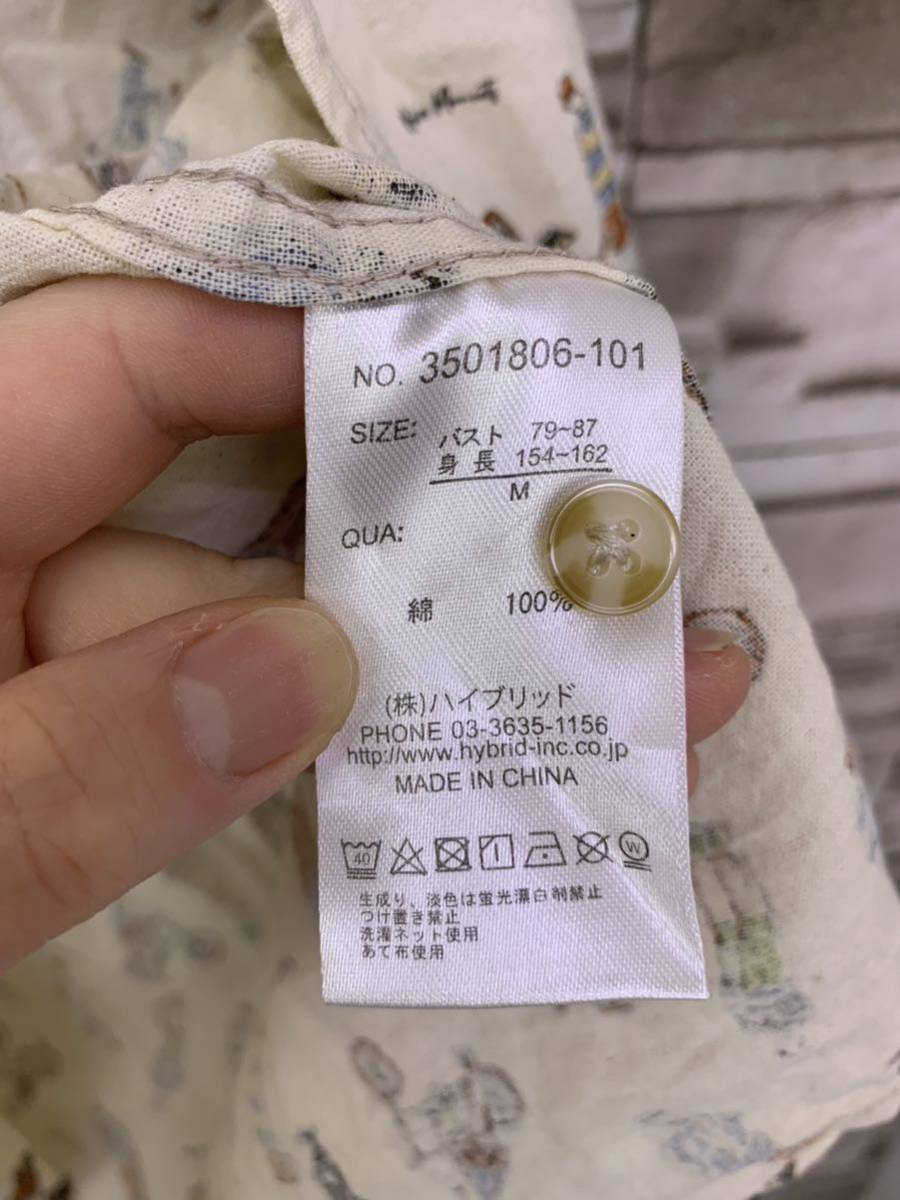 NO. 3501806-101
SIZE: バスト 79~87
身長 154~162
M
QUA:
綿 100%
(株)ハイブリッド
PHONE 03-3635-1156
http://www.hybrid-inc.co.jp
MADE IN CHINA
40
W
生成り、淡色は蛍光漂白剤禁止
つけ置き禁止
洗濯ネット使用
あて布使用